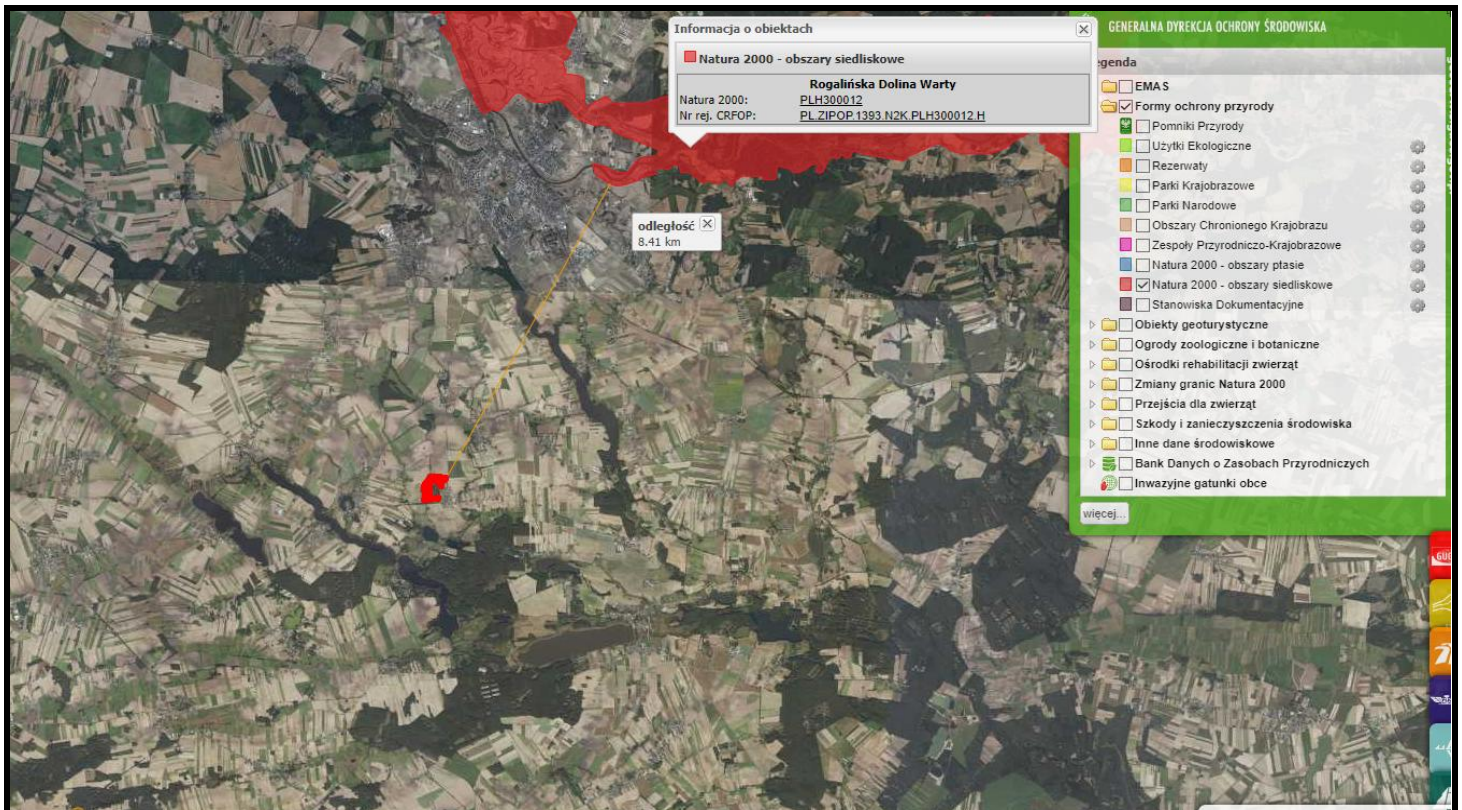 Informacja o obiektach
Natura 2000 - obszary siedliskowe
Rogalińska Dolina Warty
Natura 2000: PLH300012
Nr rej. CRFOP: PL.ZIPOP.1393.N2K.PLH300012.H
odległość
8.41 km
GENERALNA DYREKCJA OCHRONY ŚRODOWISKA
egenda
EMAS
Formy ochrony przyrody
Pomniki Przyrody
Użytki Ekologiczne
Rezerwaty
Parki Krajobrazowe
Parki Narodowe
Obszary Chronionego Krajobrazu
Zespoły Przyrodniczo-Krajobrazowe
Natura 2000 - obszary ptasie
Natura 2000 - obszary siedliskowe
Stanowiska Dokumentacyjne
Obiekty geoturystyczne
Ogrody zoologiczne i botaniczne
Ośrodki rehabilitacji zwierząt
Zmiany granic Natura 2000
Przejścia dla zwierząt
Szkody i zanieczyszczenia środowiska
Inne dane środowiskowe
Bank Danych o Zasobach Przyrodniczych
Inwazyjne gatunki obce
więcej...